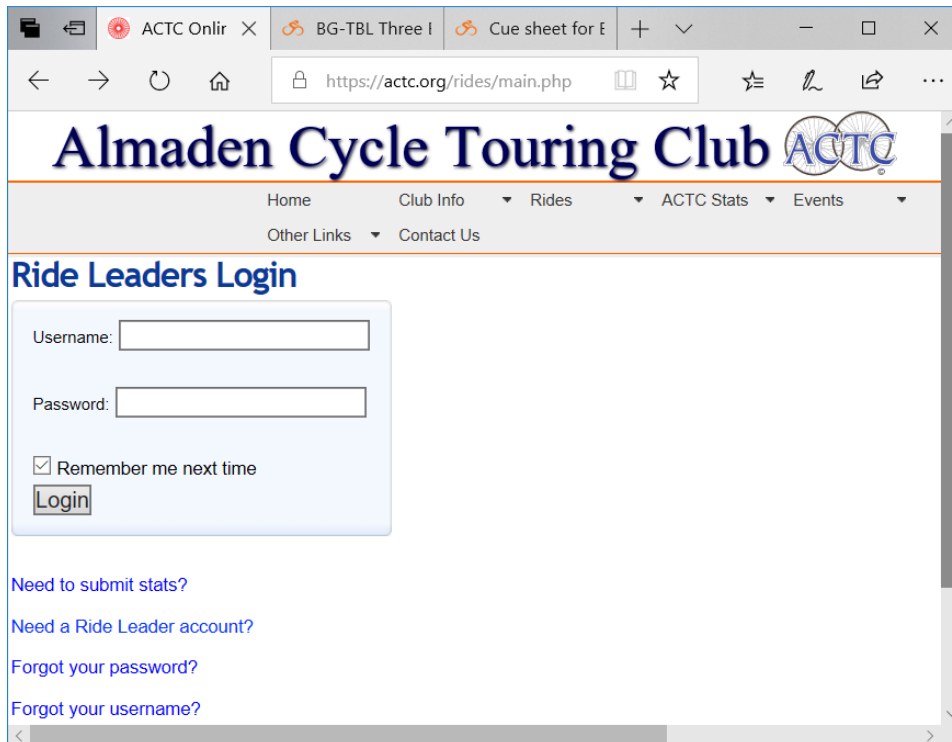 ACTC Onlir
BG-TBL Three
Cue sheet for E
https://actc.org/rides/main.php
Almaden Cycle Touring Club ACTC ©
Home Club Info Rides ACTC Stats Events
Other Links Contact Us
Ride Leaders Login
Username:
Password:
Remember me next time
Login
Need to submit stats?
Need a Ride Leader account?
Forgot your password?
Forgot your username?